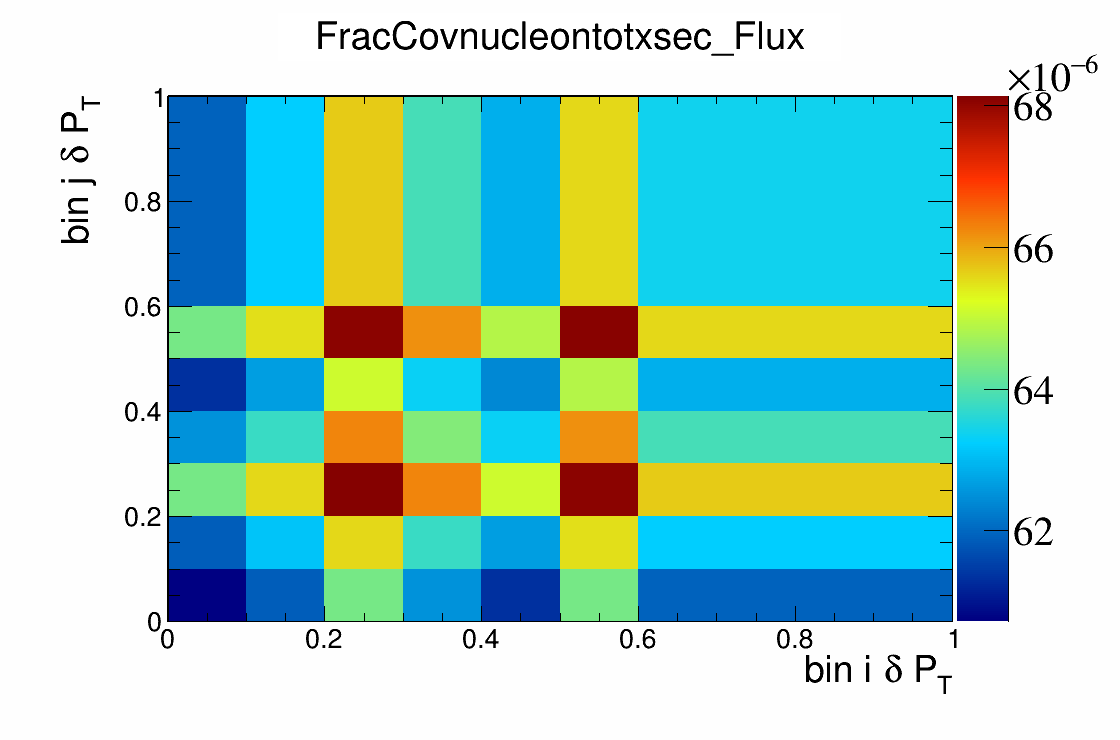 FracCovnucleontotxsec_Flux
×10⁻⁶
bin j δ P_T
1
0.8
0.6
0.4
0.2
0
0 0.2 0.4 0.6 0.8 1
bin i δ P_T
68
66
64
62